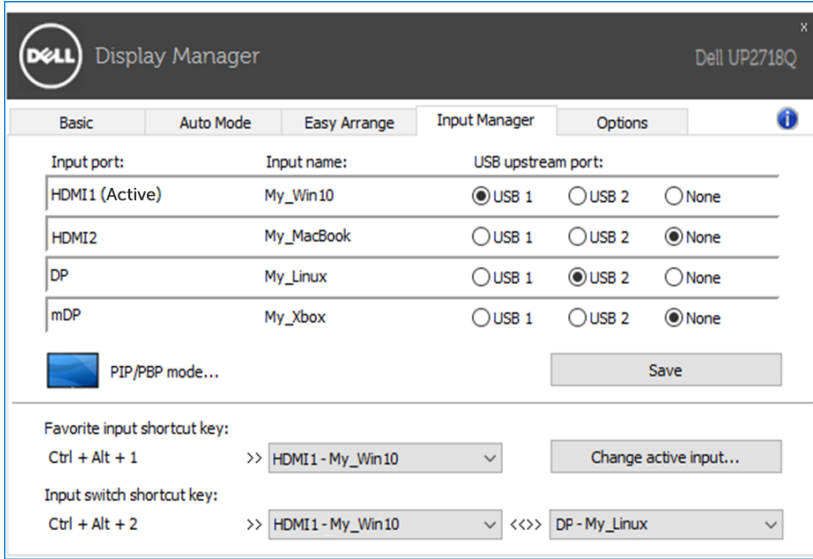 x
DELL Display Manager Dell UP2718Q
Basic Auto Mode Easy Arrange Input Manager Options i
Input port: Input name: USB upstream port:
HDMI1 (Active) My_Win10 USB 1 USB 2 None
HDMI2 My_MacBook USB 1 USB 2 None
DP My_Linux USB 1 USB 2 None
mDP My_Xbox USB 1 USB 2 None
PIP/PBP mode... Save
Favorite input shortcut key:
Ctrl + Alt + 1 >> HDMI1 - My_Win10 Change active input...
Input switch shortcut key:
Ctrl + Alt + 2 >> HDMI1 - My_Win10 <<>> DP - My_Linux